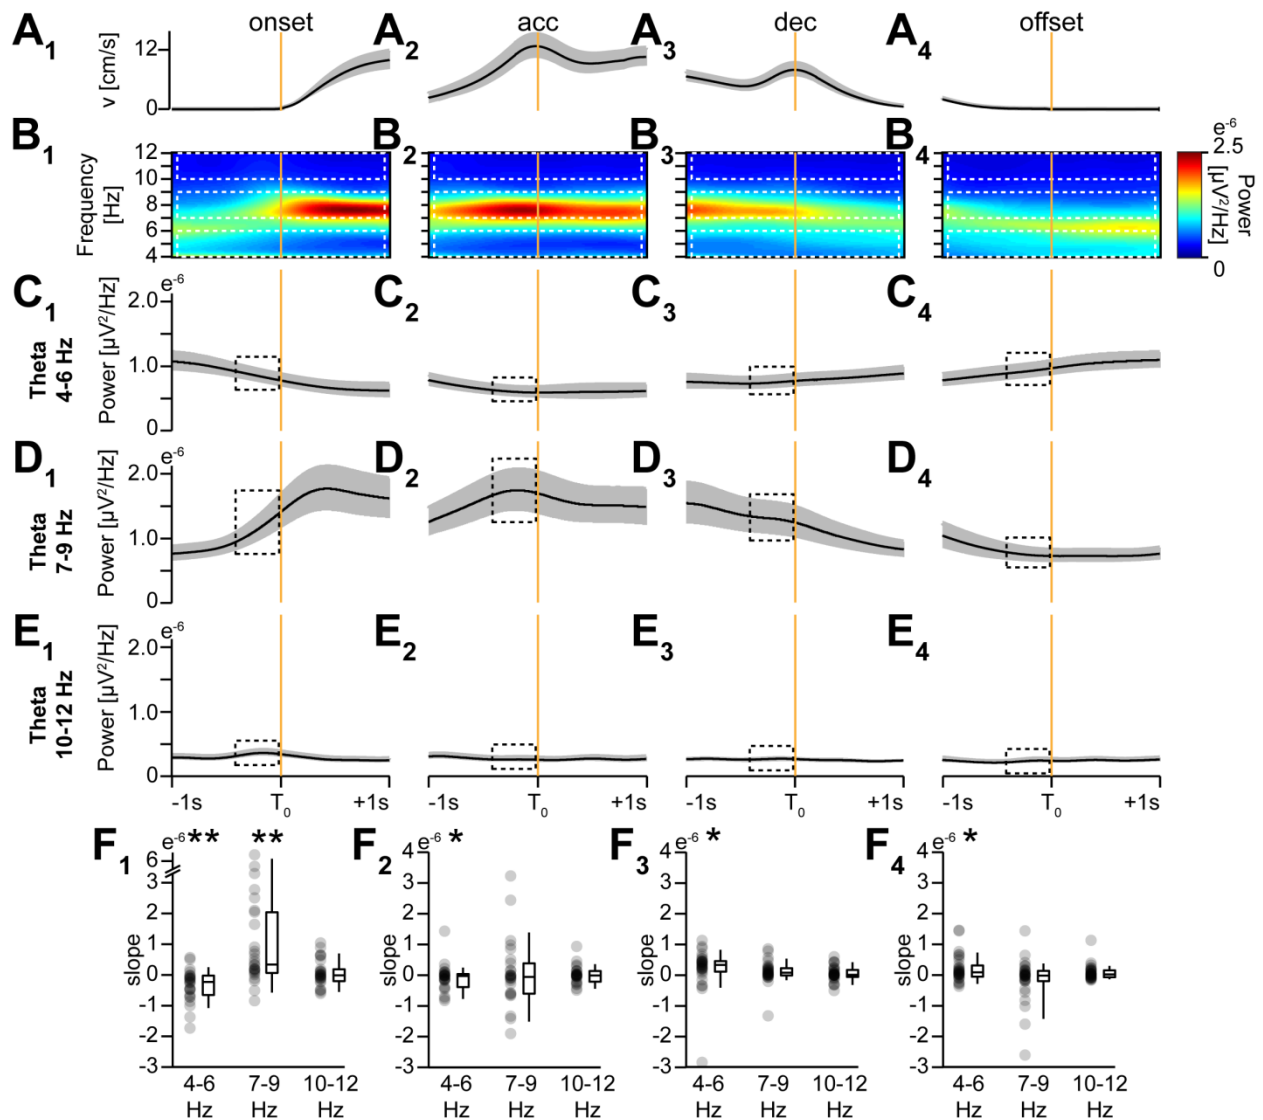 A1 onset A2 acc A3 dec A4 offset
v [cm/s]
12
0
B1 B2 B3 B4
Frequency
[Hz]
12
10
8
6
4
e-6
2.5
0
Power
[µV²/Hz]
C1 C2 C3 C4
Theta
4-6 Hz
Power [µV²/Hz]
e-6
2.0
1.0
0
D1 D2 D3 D4
Theta
7-9 Hz
Power [µV²/Hz]
e-6
2.0
1.0
0
E1 E2 E3 E4
Theta
10-12 Hz
Power [µV²/Hz]
e-6
2.0
1.0
0
-1s T0 +1s -1s T0 +1s -1s T0 +1s -1s T0 +1s
F1 e-6 ** **
slope
6
3
2
1
0
-1
-2
-3
4-6 7-9 10-12
Hz Hz Hz
F2 e-6 *
slope
4
3
2
1
0
-1
-2
-3
4-6 7-9 10-12
Hz Hz Hz
F3 e-6 *
slope
4
3
2
1
0
-1
-2
-3
4-6 7-9 10-12
Hz Hz Hz
F4 e-6 *
slope
4
3
2
1
0
-1
-2
-3
4-6 7-9 10-12
Hz Hz Hz